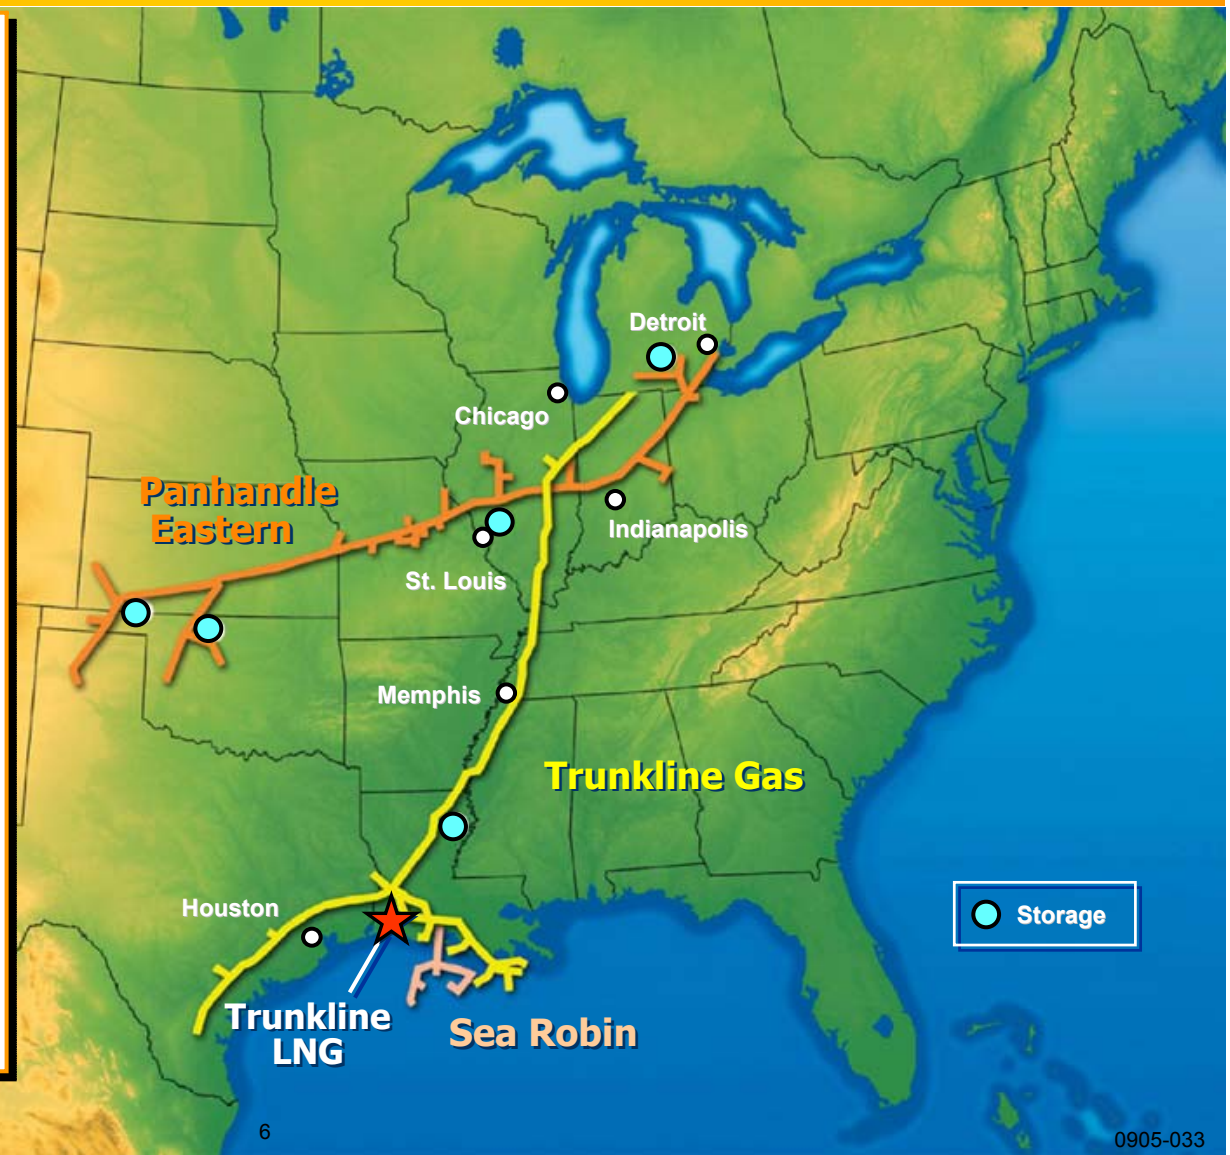 Detroit
Chicago
Panhandle
Eastern
Indianapolis
St. Louis
Memphis
Trunkline Gas
Houston
Storage
Trunkline
LNG
Sea Robin
6
0905-033